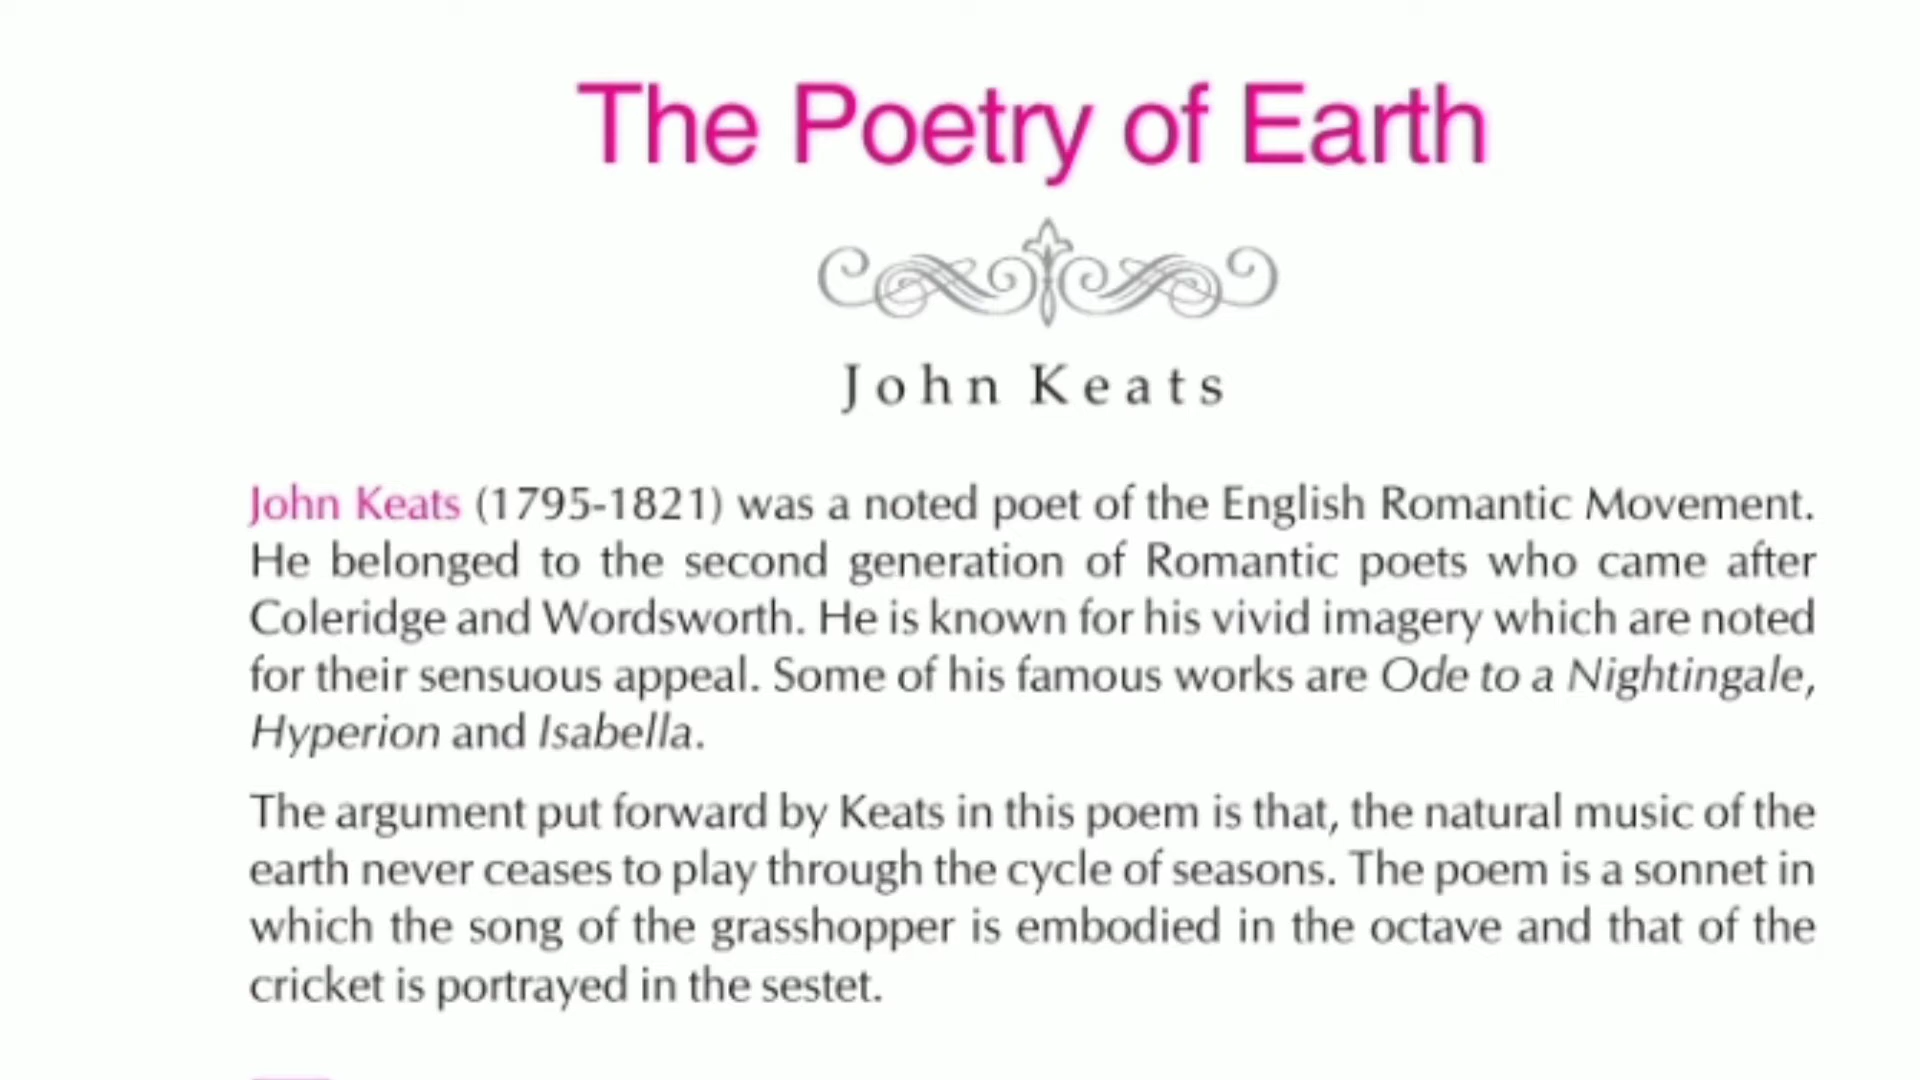 The Poetry of Earth
John Keats
John Keats (1795-1821) was a noted poet of the English Romantic Movement.
He belonged to the second generation of Romantic poets who came after
Coleridge and Wordsworth. He is known for his vivid imagery which are noted
for their sensuous appeal. Some of his famous works are Ode to a Nightingale,
Hyperion and Isabella.
The argument put forward by Keats in this poem is that, the natural music of the
earth never ceases to play through the cycle of seasons. The poem is a sonnet in
which the song of the grasshopper is embodied in the octave and that of the
cricket is portrayed in the sestet.